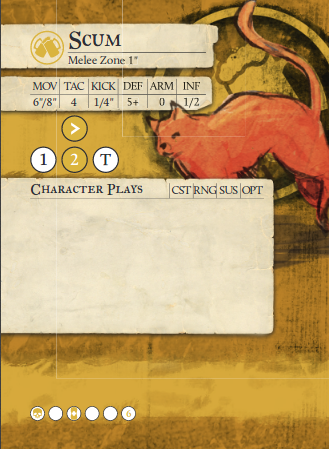 Scum
Melee Zone 1"
MOV TAC KICK DEF ARM INF
6"/8" 4 1/4" 5+ 0 1/2
>
1 2 T
Character Plays CST RNG SUS OPT
6